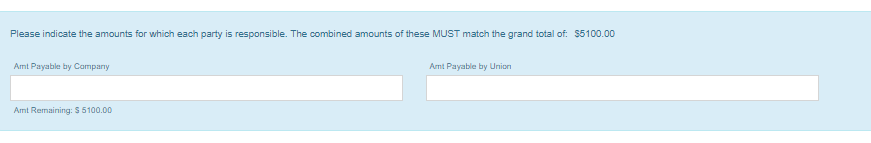 Please indicate the amounts for which each party is responsible. The combined amounts of these MUST match the grand total of: $5100.00
Amt Payable by Company
Amt Payable by Union
Amt Remaining: $ 5100.00